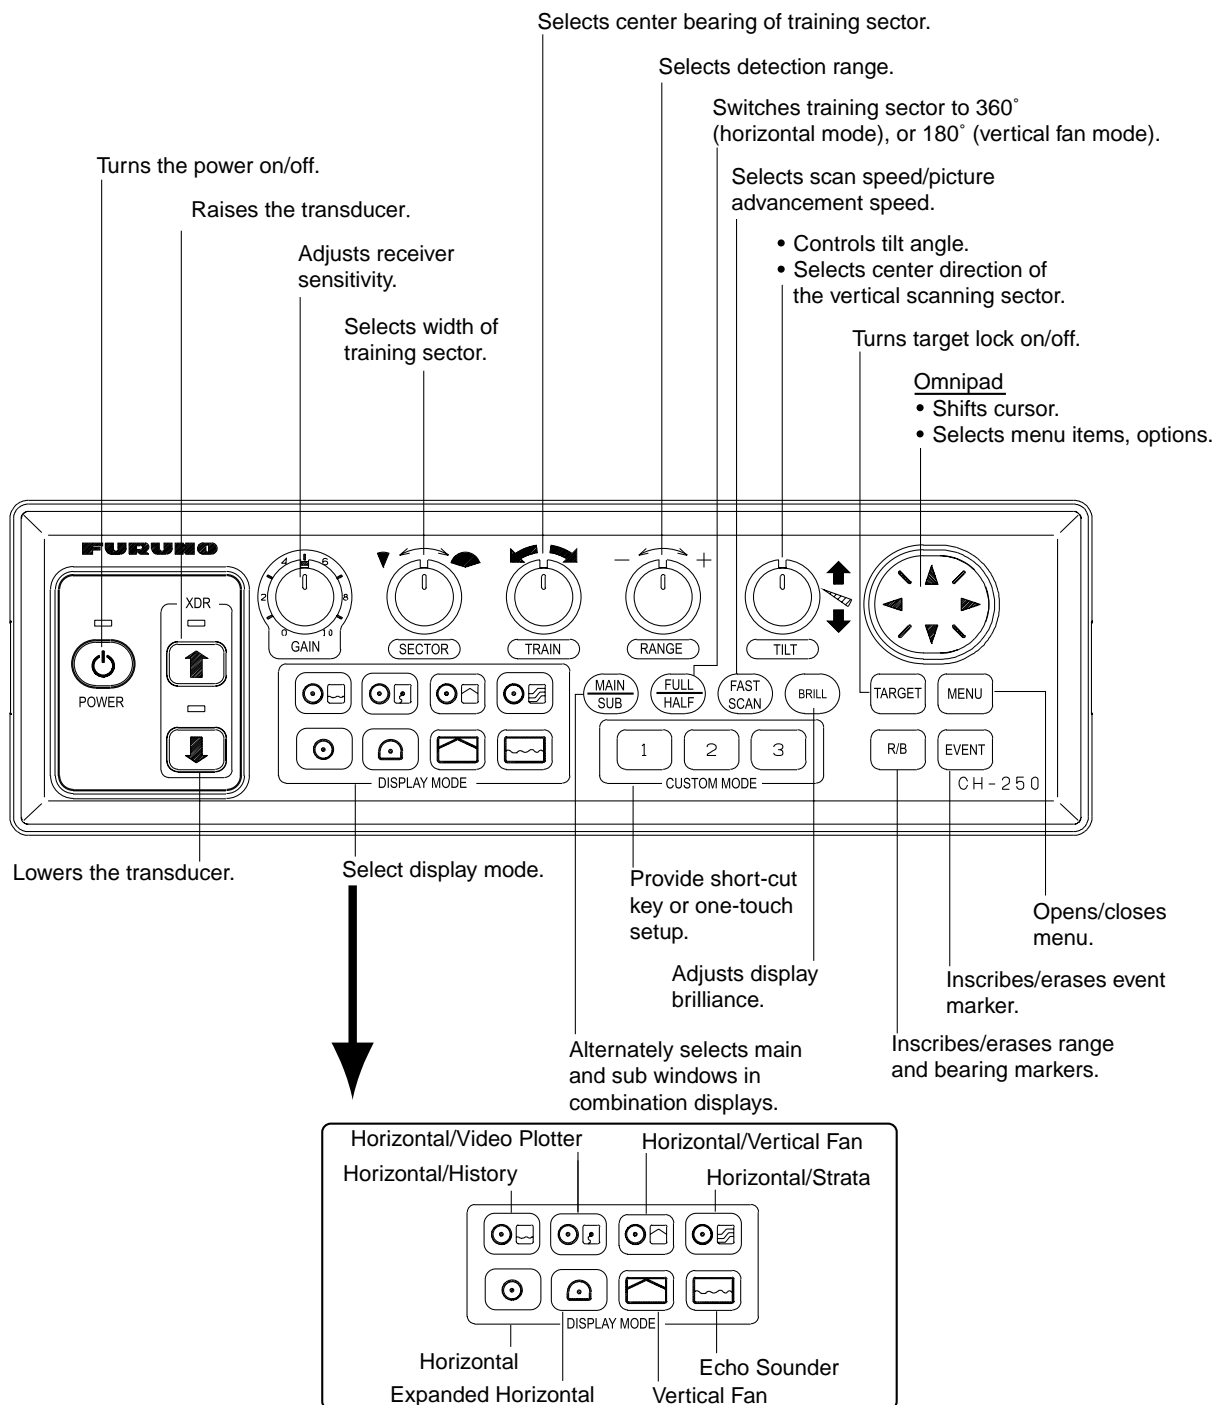 Selects center bearing of training sector.
Selects detection range.
Switches training sector to 360˚
(horizontal mode), or 180˚ (vertical fan mode).
Turns the power on/off.
Selects scan speed/picture
advancement speed.
Raises the transducer.
• Controls tilt angle.
• Selects center direction of
the vertical scanning sector.
Adjusts receiver
sensitivity.
Selects width of
training sector.
Turns target lock on/off.
Omnipad
• Shifts cursor.
• Selects menu items, options.
FURUNO
XDR
POWER
0 2 4 6 8 10
GAIN
SECTOR
TRAIN
− +
RANGE
TILT
MAIN
SUB
FULL
HALF
FAST
SCAN
BRILL
TARGET
MENU
1 2 3
R/B
EVENT
DISPLAY MODE
CUSTOM MODE
CH-250
Lowers the transducer.
Select display mode.
Provide short-cut
key or one-touch
setup.
Opens/closes
menu.
Adjusts display
brilliance.
Inscribes/erases event
marker.
Inscribes/erases range
and bearing markers.
Alternately selects main
and sub windows in
combination displays.
Horizontal/Video Plotter
Horizontal/Vertical Fan
Horizontal/History
Horizontal/Strata
DISPLAY MODE
Horizontal
Echo Sounder
Expanded Horizontal
Vertical Fan